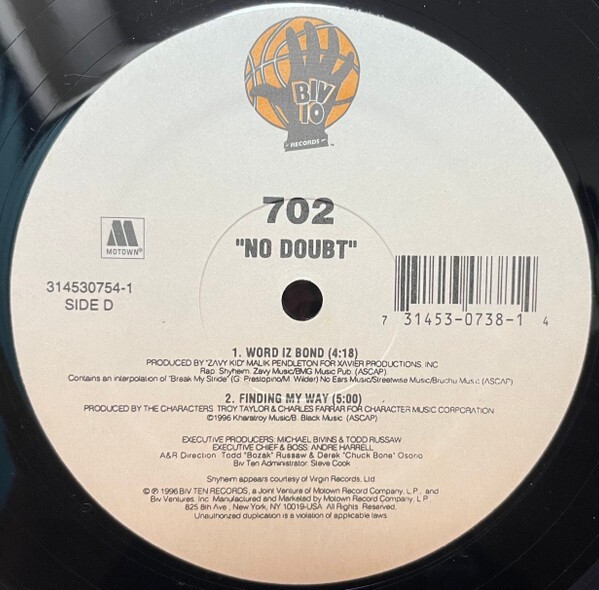 BIV
10
RECORDS
™
702
"NO DOUBT"
MOTOWN®
314530754-1
SIDE D
7 31453-0738-1 4
1. WORD IZ BOND (4:18)
PRODUCED BY "ZAVY KID" MALIK PENDLETON FOR XAVIER PRODUCTIONS, INC
Rap: Shyheim. Zavy Music/BMG Music Pub. (ASCAP)
Contains an interpolation of "Break My Stride" (G. Prestopino/M. Wilder) No Ears Music/Streetwise Music/Bruchu Music (ASCAP)
2. FINDING MY WAY (5:00)
PRODUCED BY THE CHARACTERS TROY TAYLOR & CHARLES FARRAR FOR CHARACTER MUSIC CORPORATION
©1996 Kharatroy Music/B. Black Music (ASCAP)
EXECUTIVE PRODUCERS: MICHAEL BIVINS & TODD RUSSAW
EXECUTIVE CHIEF & BOSS: ANDRE HARRELL
A&R Direction Todd "Bozak" Russaw & Derek "Chuck Bone" Osorio
Biv Ten Administrator: Steve Cook
Shyheim appears courtesy of Virgin Records, Ltd
© ℗ 1996 BIV TEN RECORDS, a Joint Venture of Motown Record Company, L.P., and
Biv Ventures, Inc. Manufactured and Marketed by Motown Record Company, L.P.
825 8th Ave., New York, NY 10019-USA All Rights Reserved.
Unauthorized duplication is a violation of applicable laws.